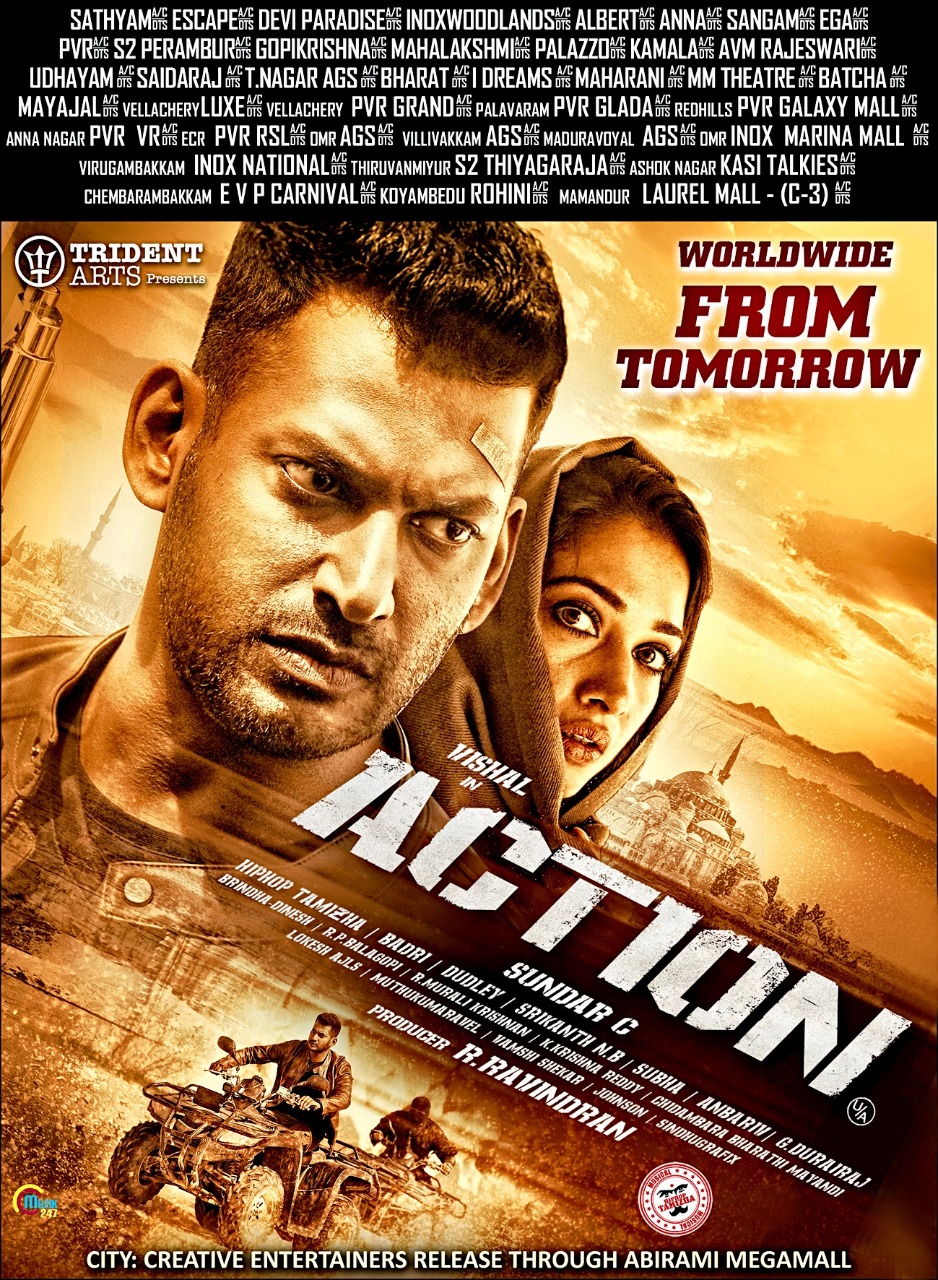 SATHYAM A/C DTS ESCAPE A/C DTS DEVI PARADISE A/C DTS INOXWOODLANDS A/C DTS ALBERT A/C DTS ANNA A/C DTS SANGAM A/C DTS EGA A/C DTS
PVR A/C DTS S2 PERAMBUR A/C DTS GOPIKRISHNA A/C DTS MAHALAKSHMI A/C DTS PALAZZO A/C DTS KAMALA A/C DTS AVM RAJESWARI A/C DTS
UDHAYAM A/C DTS SAIDARAJ A/C DTS T.NAGAR AGS A/C DTS BHARAT A/C DTS I DREAMS A/C DTS MAHARANI A/C DTS MM THEATRE A/C DTS BATCHA A/C DTS
MAYAJAL A/C DTS VELLACHERY LUXE A/C DTS VELLACHERY PVR GRAND A/C DTS PALAVARAM PVR GLADA A/C DTS REDHILLS PVR GALAXY MALL A/C DTS
ANNA NAGAR PVR VR A/C DTS ECR PVR RSL A/C DTS OMR AGS A/C DTS VILLIVAKKAM AGS A/C DTS MADURAVOYAL AGS A/C DTS OMR INOX MARINA MALL A/C DTS
VIRUGAMBAKKAM INOX NATIONAL A/C DTS THIRUVANMIYUR S2 THIYAGARAJA A/C DTS ASHOK NAGAR KASI TALKIES A/C DTS
CHEMBARAMBAKKAM E V P CARNIVAL A/C DTS KOYAMBEDU ROHINI A/C DTS MAMANDUR LAUREL MALL - (C-3) A/C DTS
TRIDENT
ARTS Presents
WORLDWIDE
FROM
TOMORROW
VISHAL
IN
ACTION
SUNDAR C
HIPHOP TAMIZHA | BADRI | DUDLEY | SRIKANTH N.B | SUBHA | ANBARIV | G.DURAIRAJ
BRINDHA-DINESH | R.P.BALAGOPI | R.MURALI KRISHNAN | K.KRISHNA REDDY | CHIDAMBARA BHARATHI MAYANDI
LOKESH AJLS | MUTHUKUMARAVEL | VAMSHI SHEKAR | JOHNSON | SINDHUGRAFIX
PRODUCER R.RAVINDRAN
U/A
Muzik
247
MUSICAL
HIPHOP
TAMIZHA
CITY: CREATIVE ENTERTAINERS RELEASE THROUGH ABIRAMI MEGAMALL